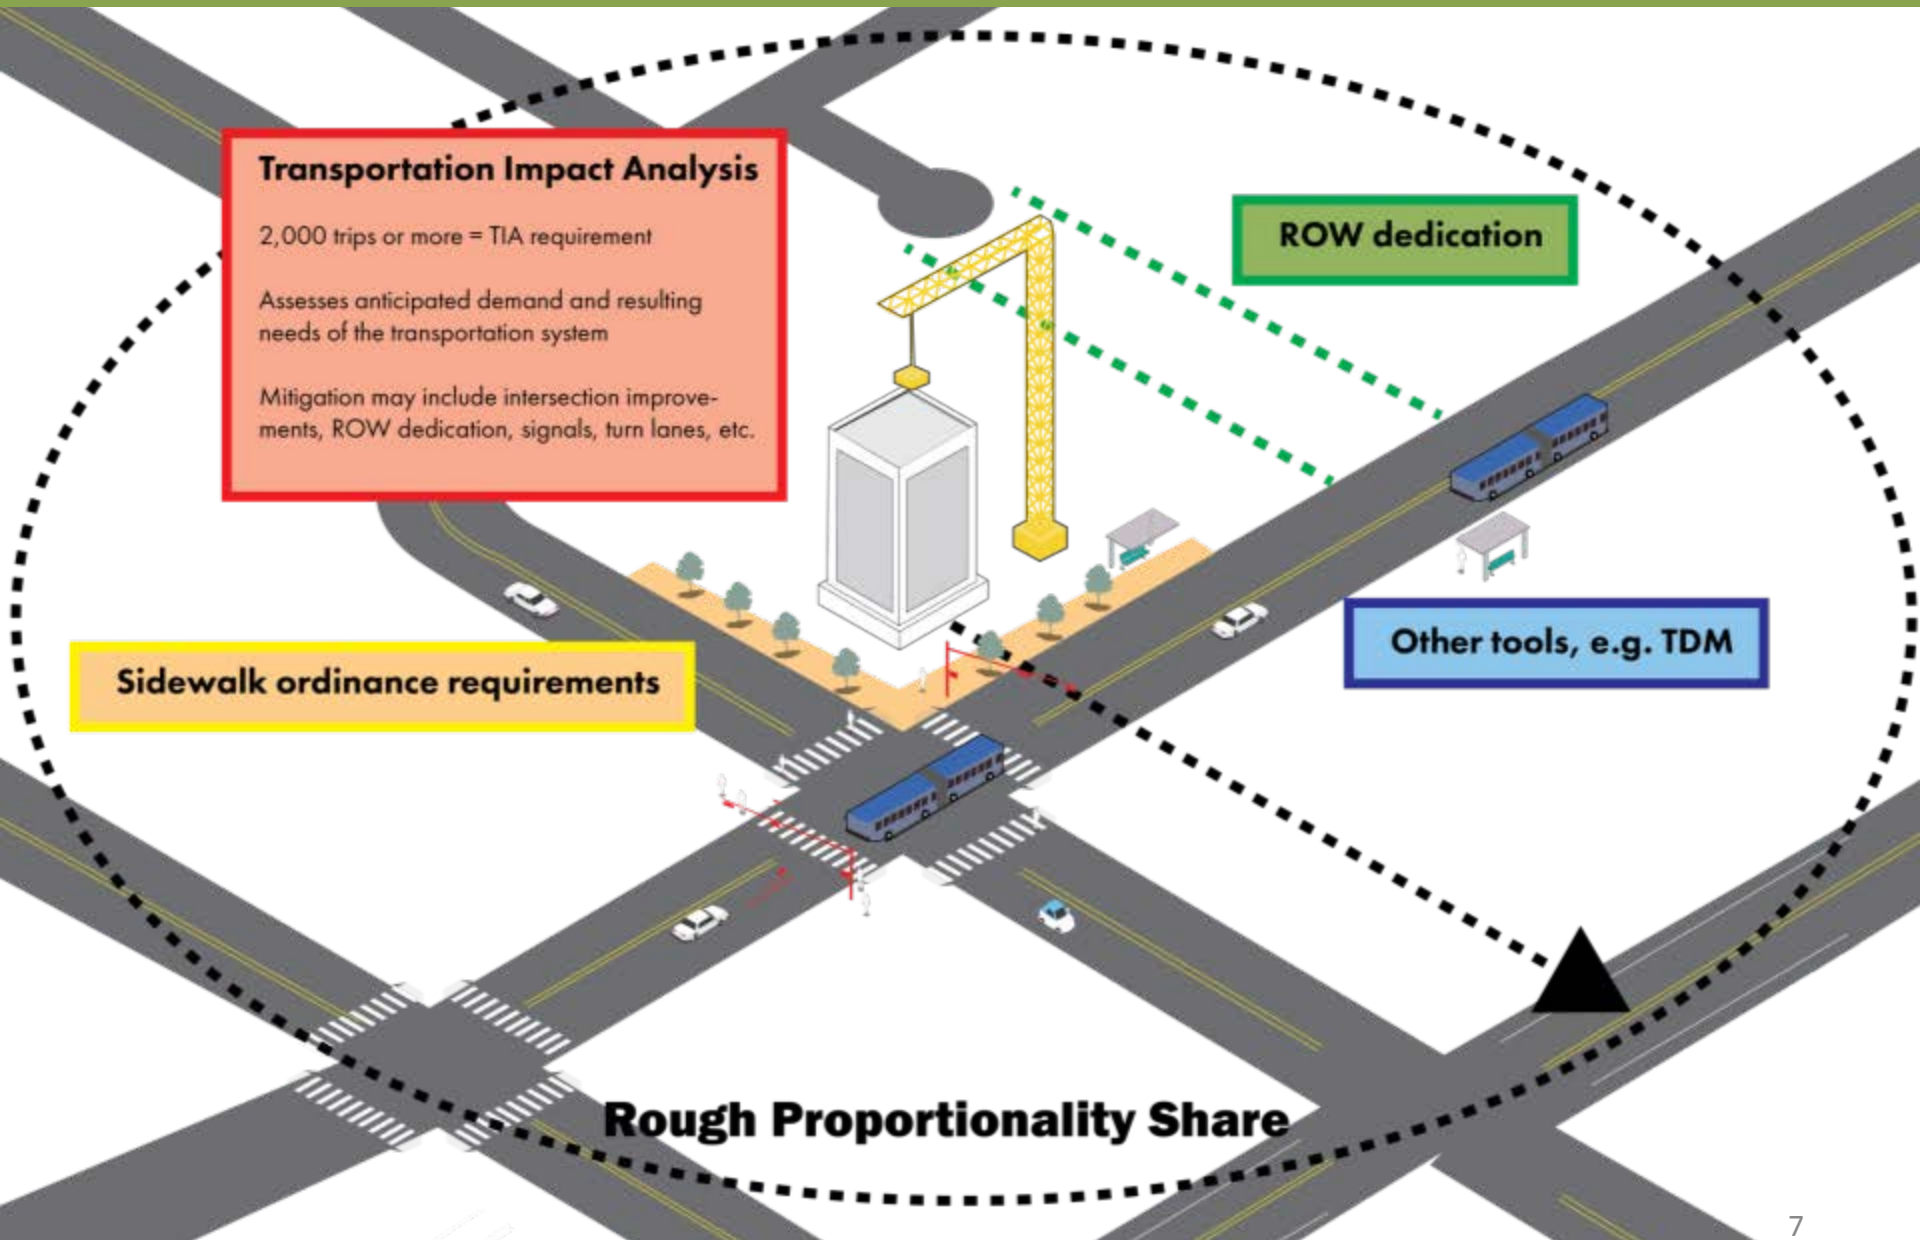 Transportation Impact Analysis
2,000 trips or more = TIA requirement
Assesses anticipated demand and resulting
needs of the transportation system
Mitigation may include intersection improve-
ments, ROW dedication, signals, turn lanes, etc.
ROW dedication
Other tools, e.g. TDM
Sidewalk ordinance requirements
Rough Proportionality Share
7